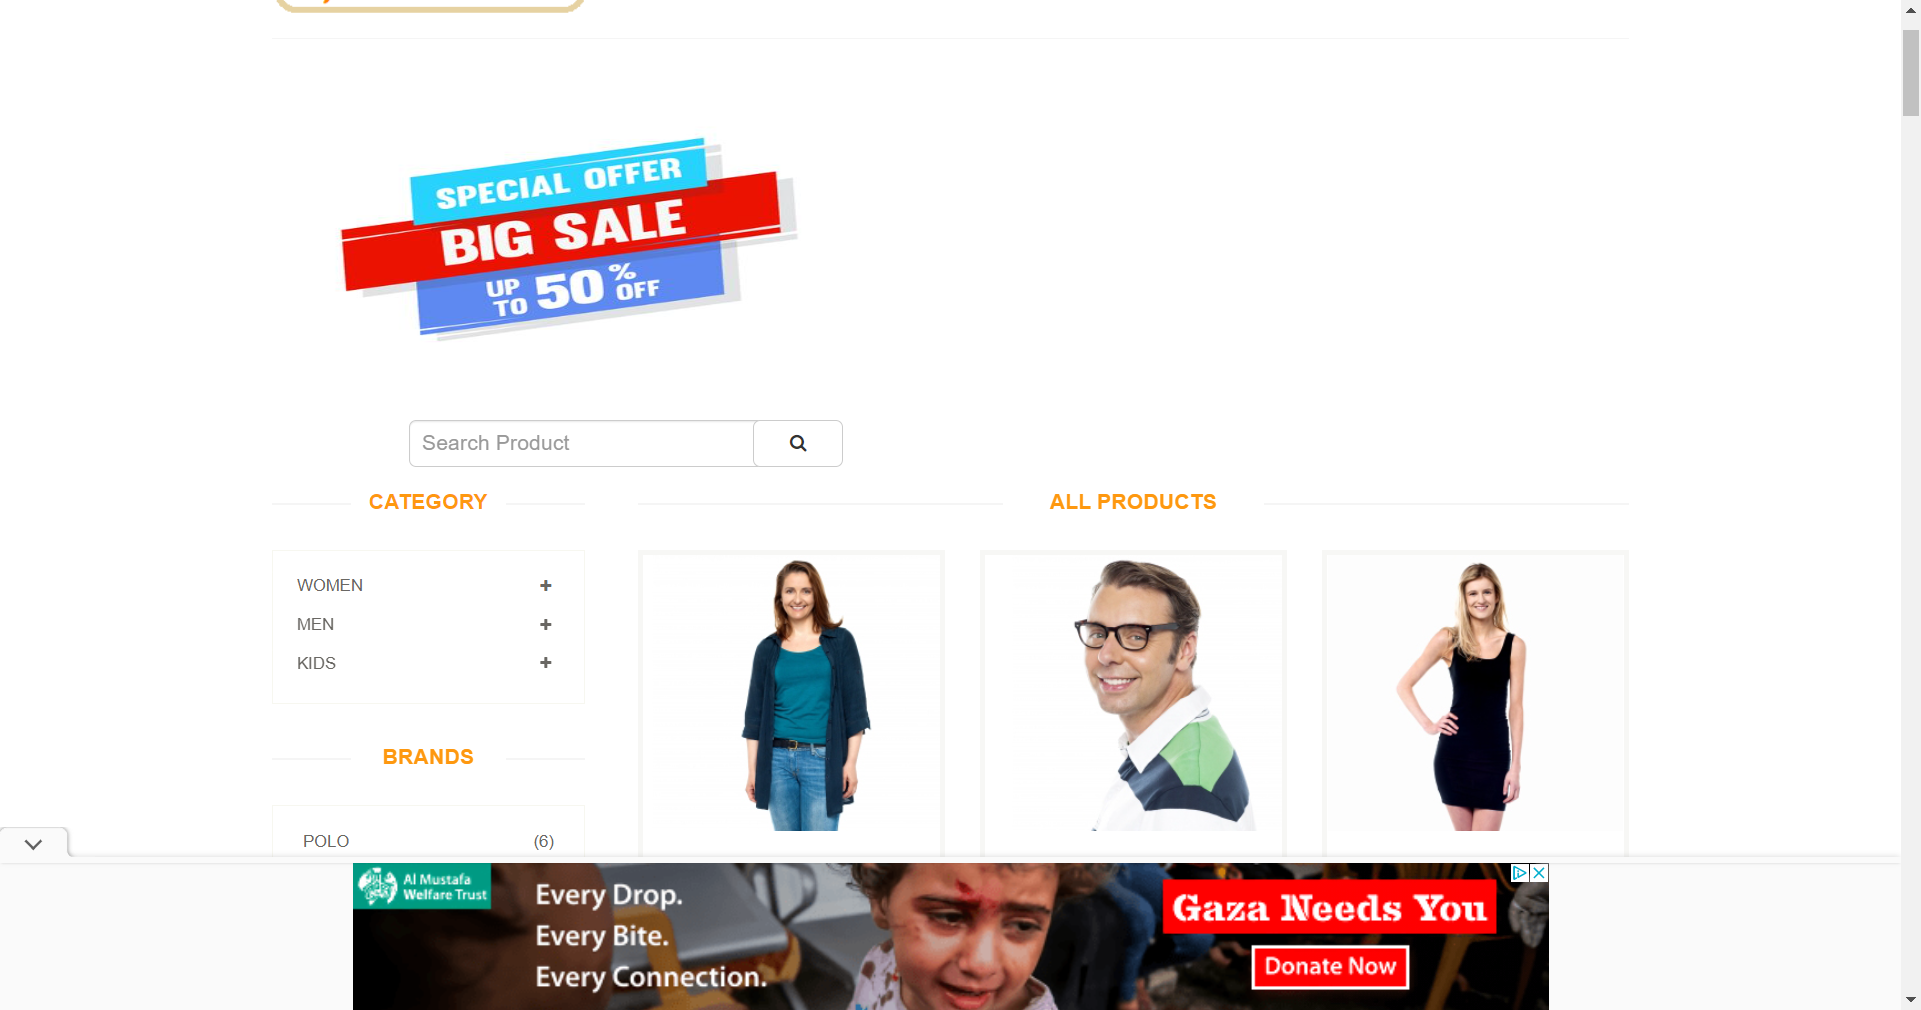 SPECIAL OFFER
BIG SALE
UP TO 50% OFF
Search Product
CATEGORY
WOMEN
MEN
KIDS
BRANDS
POLO (6)
ALL PRODUCTS
Al Mustafa
Welfare Trust
Every Drop.
Every Bite.
Every Connection.
Gaza Needs You
Donate Now